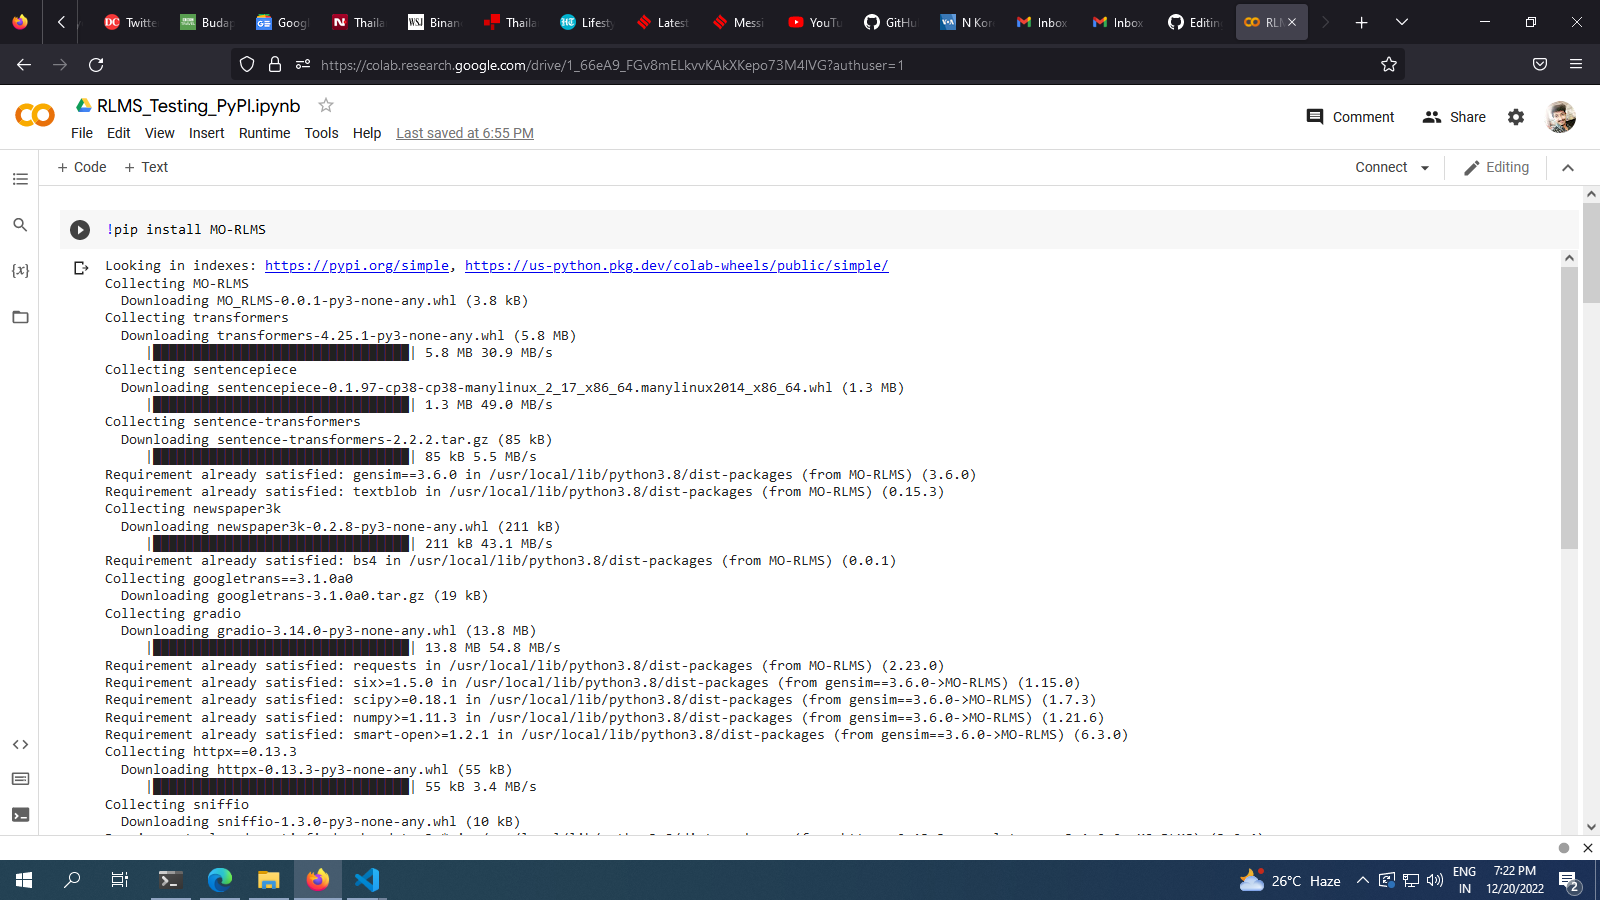 Twitte
Budap
Googl
Thaila
Binan
Thaila
Lifesty
Latest
Messi
YouTu
GitHu
N Kor
Inbox
Inbox
Editin
RLM
https://colab.research.google.com/drive/1_66eA9_FGv8mELkvvKAkXKepo73M4IVG?authuser=1
RLMS_Testing_PyPI.ipynb
File Edit View Insert Runtime Tools Help Last saved at 6:55 PM
Comment Share
+ Code + Text
Connect Editing
!pip install MO-RLMS
Looking in indexes: https://pypi.org/simple, https://us-python.pkg.dev/colab-wheels/public/simple/
Collecting MO-RLMS
Downloading MO_RLMS-0.0.1-py3-none-any.whl (3.8 kB)
Collecting transformers
Downloading transformers-4.25.1-py3-none-any.whl (5.8 MB)
5.8 MB 30.9 MB/s
Collecting sentencepiece
Downloading sentencepiece-0.1.97-cp38-cp38-manylinux_2_17_x86_64.manylinux2014_x86_64.whl (1.3 MB)
1.3 MB 49.0 MB/s
Collecting sentence-transformers
Downloading sentence-transformers-2.2.2.tar.gz (85 kB)
85 kB 5.5 MB/s
Requirement already satisfied: gensim==3.6.0 in /usr/local/lib/python3.8/dist-packages (from MO-RLMS) (3.6.0)
Requirement already satisfied: textblob in /usr/local/lib/python3.8/dist-packages (from MO-RLMS) (0.15.3)
Collecting newspaper3k
Downloading newspaper3k-0.2.8-py3-none-any.whl (211 kB)
211 kB 43.1 MB/s
Requirement already satisfied: bs4 in /usr/local/lib/python3.8/dist-packages (from MO-RLMS) (0.0.1)
Collecting googletrans==3.1.0a0
Downloading googletrans-3.1.0a0.tar.gz (19 kB)
Collecting gradio
Downloading gradio-3.14.0-py3-none-any.whl (13.8 MB)
13.8 MB 54.8 MB/s
Requirement already satisfied: requests in /usr/local/lib/python3.8/dist-packages (from MO-RLMS) (2.23.0)
Requirement already satisfied: six>=1.5.0 in /usr/local/lib/python3.8/dist-packages (from gensim==3.6.0->MO-RLMS) (1.15.0)
Requirement already satisfied: scipy>=0.18.1 in /usr/local/lib/python3.8/dist-packages (from gensim==3.6.0->MO-RLMS) (1.7.3)
Requirement already satisfied: numpy>=1.11.3 in /usr/local/lib/python3.8/dist-packages (from gensim==3.6.0->MO-RLMS) (1.21.6)
Requirement already satisfied: smart-open>=1.2.1 in /usr/local/lib/python3.8/dist-packages (from gensim==3.6.0->MO-RLMS) (6.3.0)
Collecting httpx==0.13.3
Downloading httpx-0.13.3-py3-none-any.whl (55 kB)
55 kB 3.4 MB/s
Collecting sniffio
Downloading sniffio-1.3.0-py3-none-any.whl (10 kB)
26°C Haze
ENG
IN
7:22 PM
12/20/2022
2